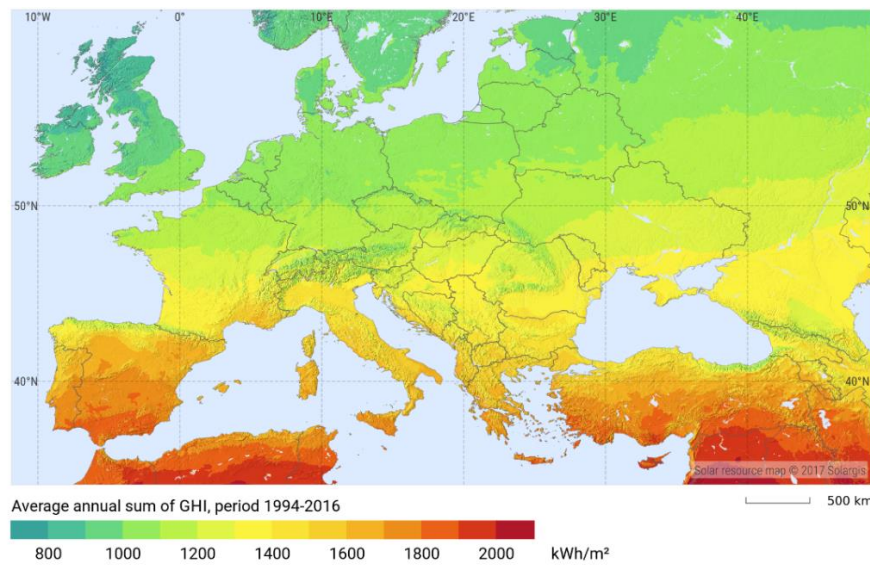 10°W 0° 10°E 20°E 30°E 40°E
50°N 50°N
40°N 40°N
Solar resource map © 2017 Solargis
500 km
Average annual sum of GHI, period 1994-2016
800 1000 1200 1400 1600 1800 2000 kWh/m²